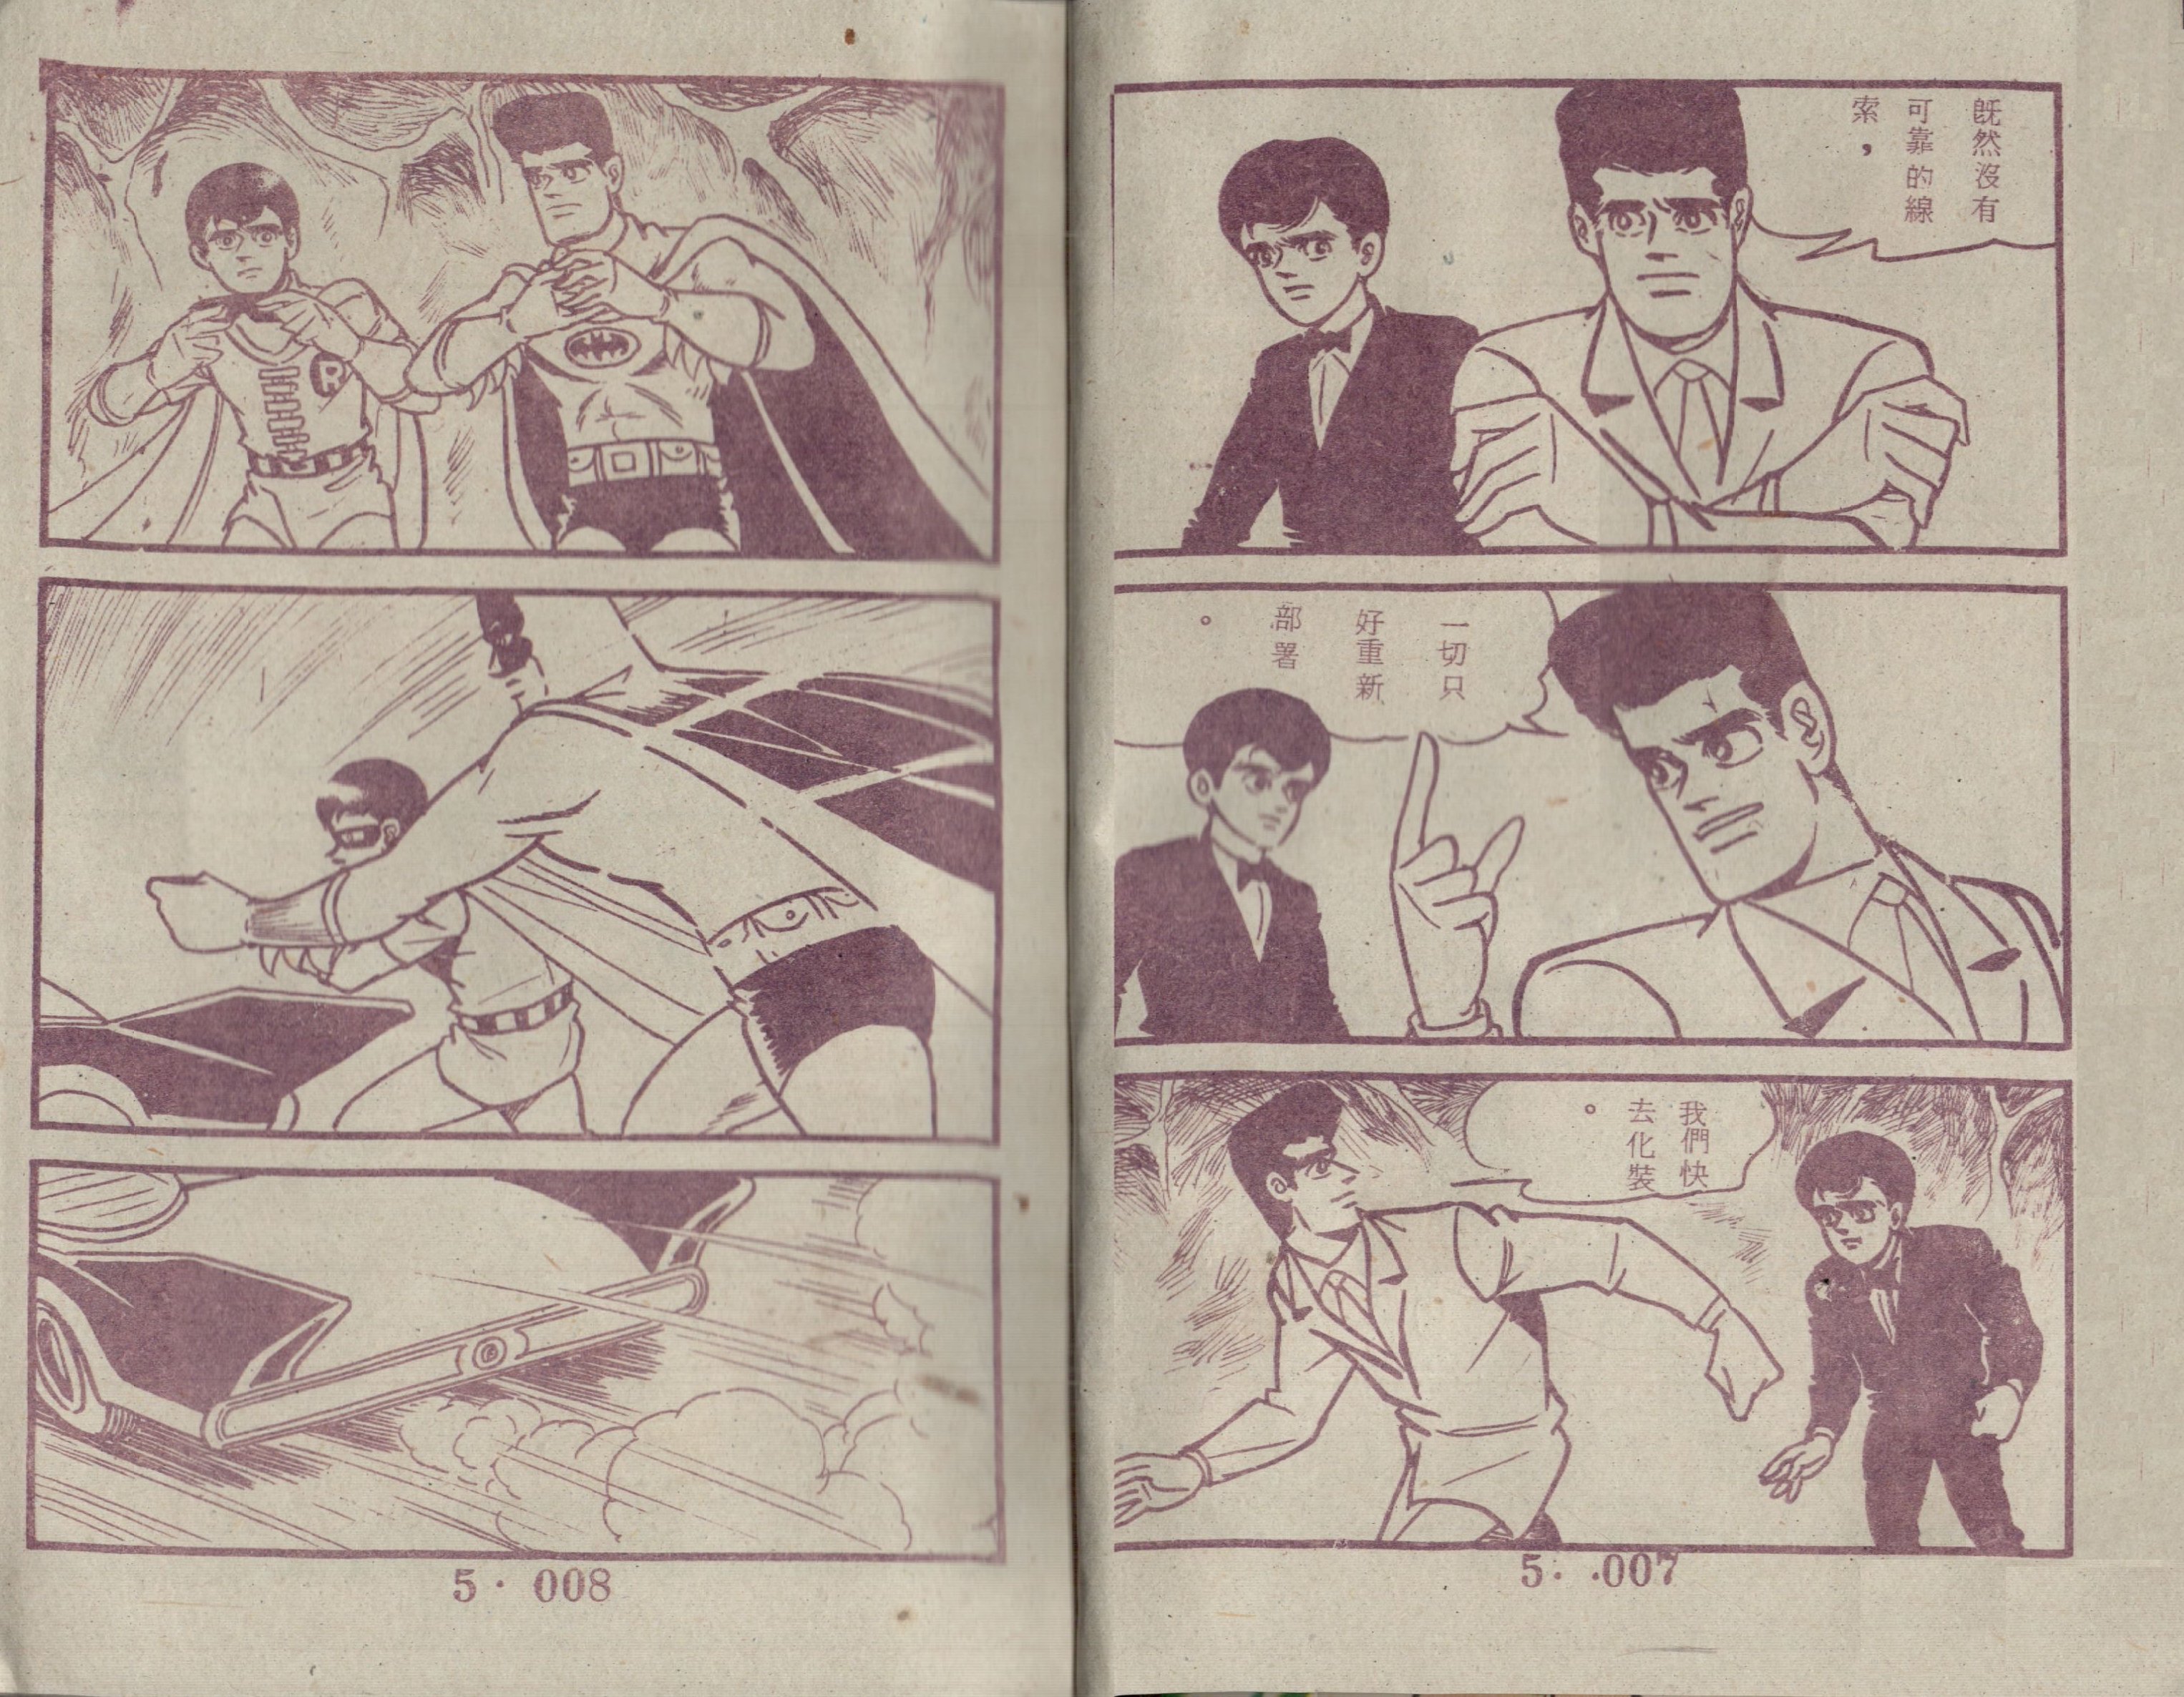 既然沒有
可靠的線
索，
一切只
好重新
部署
。
我們快
去化裝
。
5· .007
R
5· 008